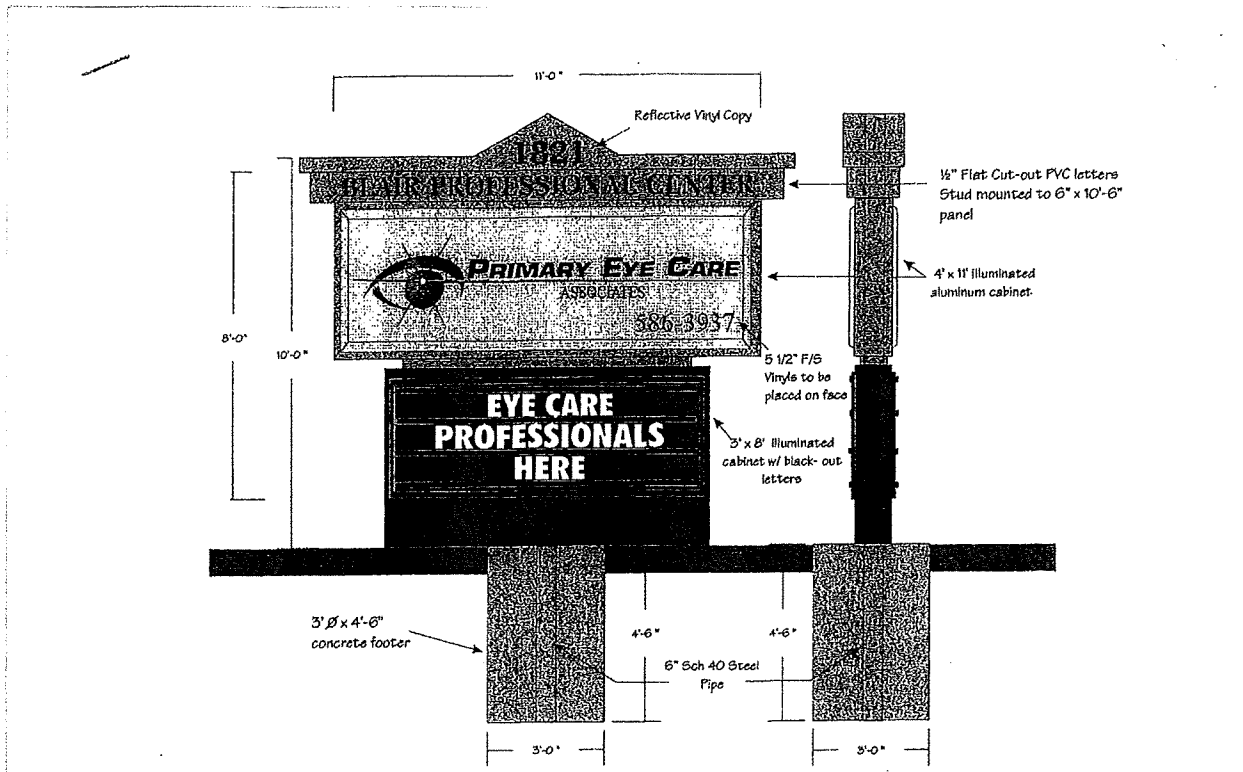 11'-0"
Reflective Vinyl Copy
1821
BLAIR PROFESSIONAL CENTER
½" Flat Cut-out PVC letters
Stud mounted to 6" x 10'-6"
panel
PRIMARY EYE CARE
ASSOCIATES
586-3937
4' x 11' illuminated
aluminum cabinet
8'-0"
10'-0"
5 1/2" F/S
Vinyls to be
placed on face
EYE CARE
PROFESSIONALS
HERE
3' x 8' Illuminated
cabinet w/ black-out
letters
3' Ø x 4'-6"
concrete footer
4'-6"
4'-6"
6" Sch 40 Steel
Pipe
3'-0"
3'-0"